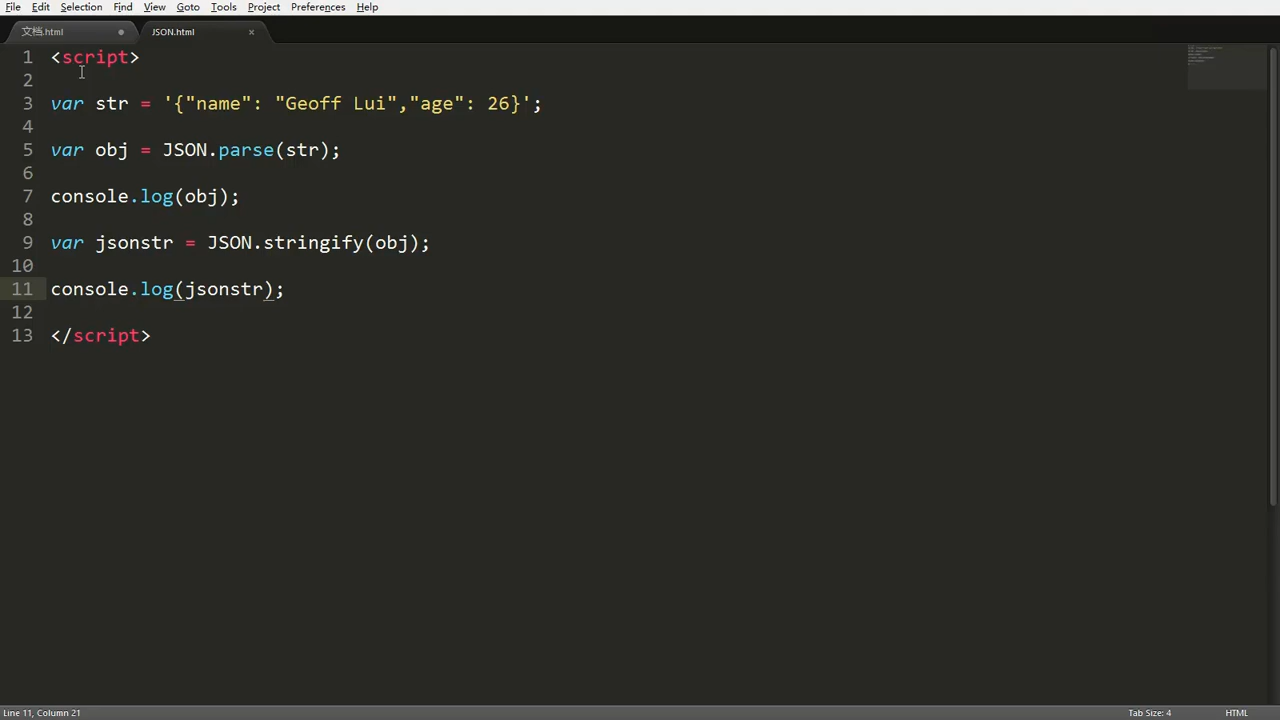 File Edit Selection Find View Goto Tools Project Preferences Help
文档.html JSON.html
1 <script>
2
3 var str = '{"name": "Geoff Lui","age": 26}';
4
5 var obj = JSON.parse(str);
6
7 console.log(obj);
8
9 var jsonstr = JSON.stringify(obj);
10
11 console.log(jsonstr);
12
13 </script>
Line 11, Column 21 Tab Size: 4 HTML